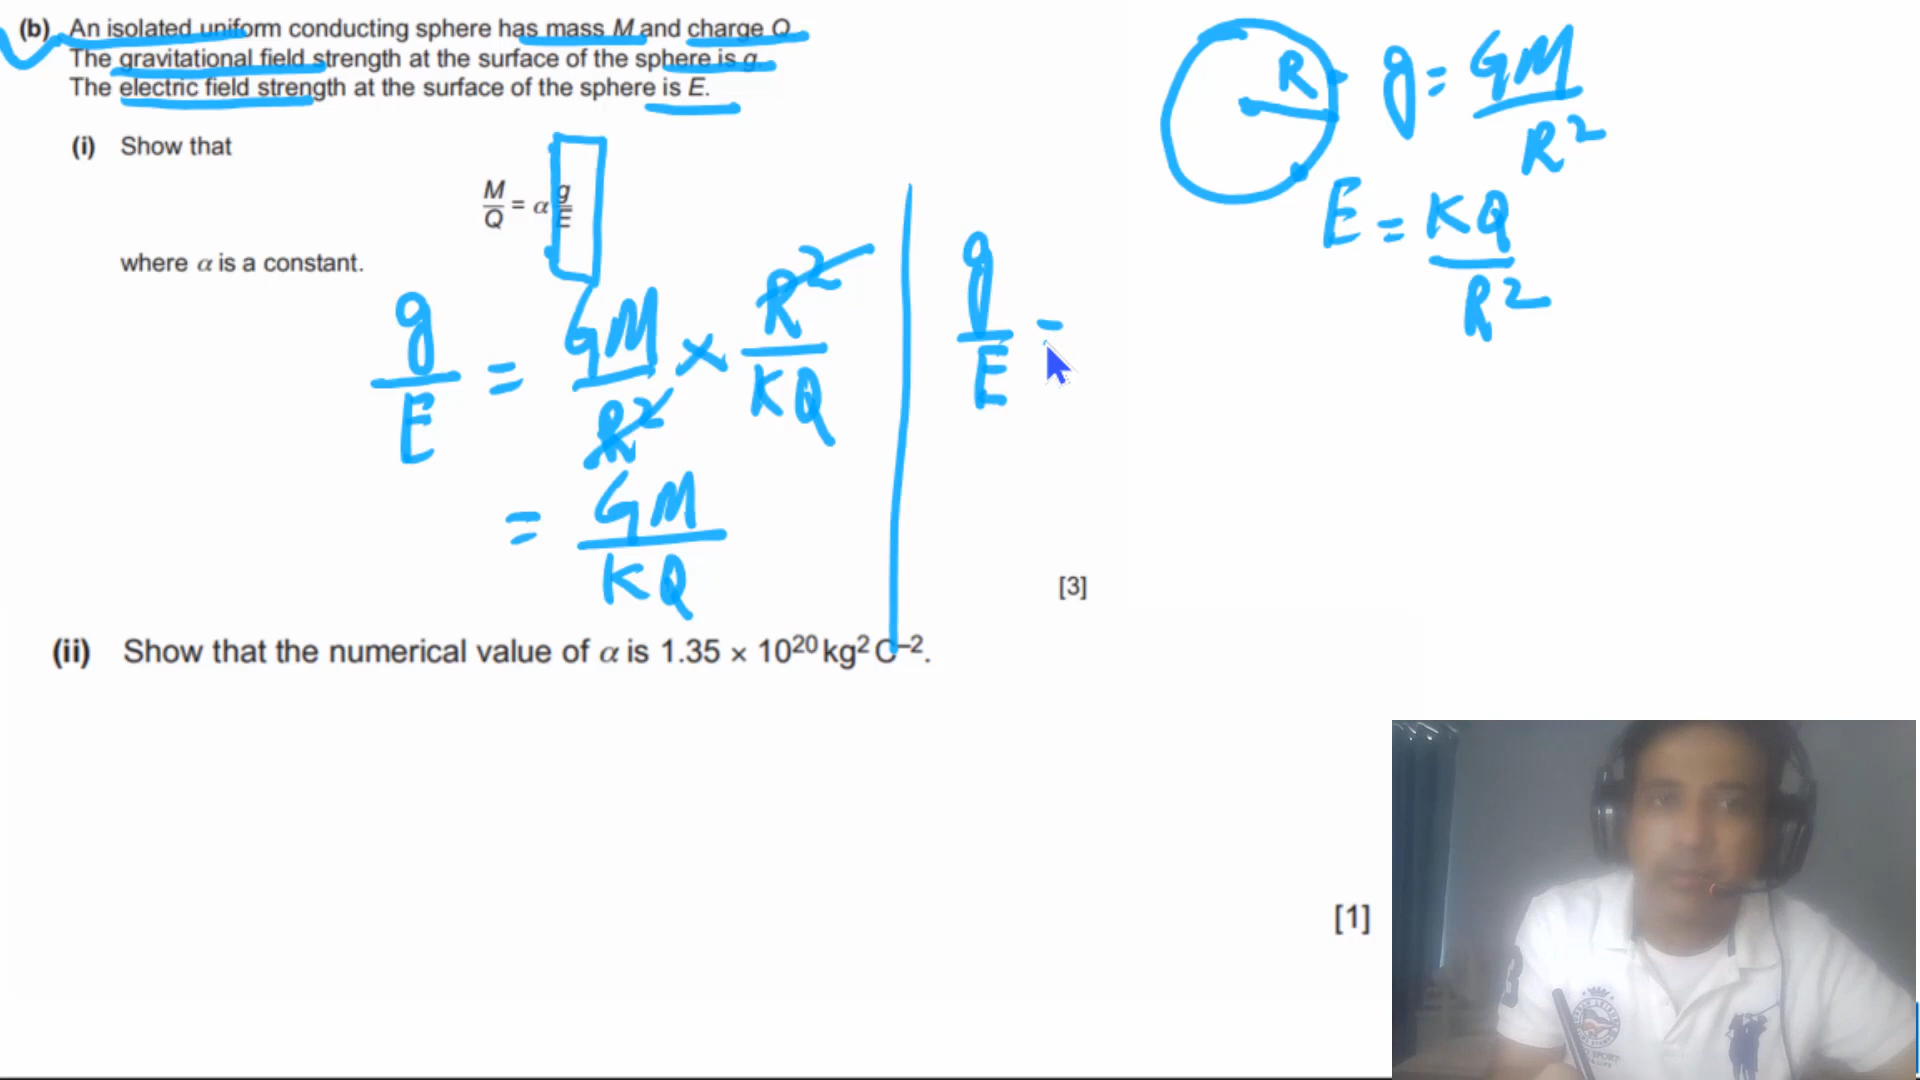 (b) An isolated uniform conducting sphere has mass M and charge Q.
The gravitational field strength at the surface of the sphere is g.
The electric field strength at the surface of the sphere is E.
(i) Show that
M/Q = α g/E
where α is a constant.
g/E = GM/R² × R²/KQ
= GM/KQ
g/E =
R
g = GM/R²
E = KQ/R²
[3]
(ii) Show that the numerical value of α is 1.35 × 10²⁰ kg² C⁻².
[1]
3